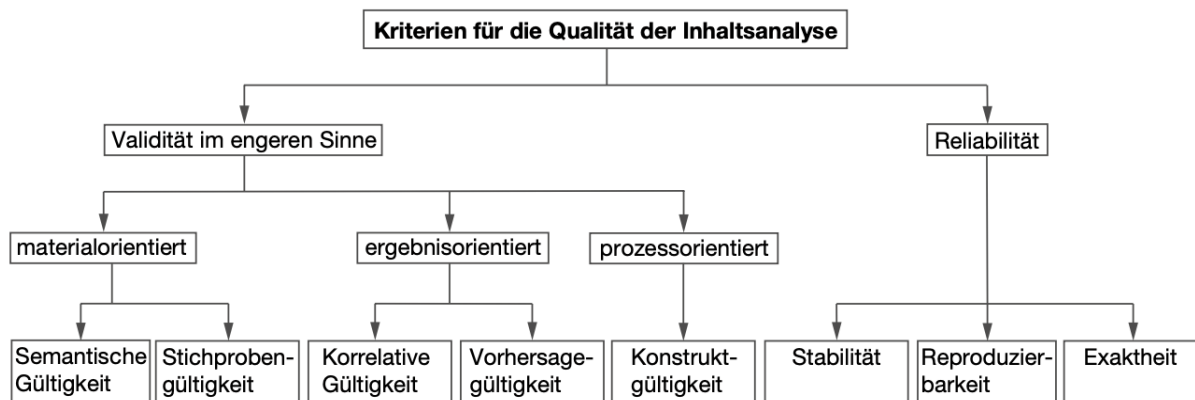 Kriterien für die Qualität der Inhaltsanalyse
Validität im engeren Sinne
Reliabilität
materialorientiert
ergebnisorientiert
prozessorientiert
Semantische
Gültigkeit
Stichproben-
gültigkeit
Korrelative
Gültigkeit
Vorhersage-
gültigkeit
Konstrukt-
gültigkeit
Stabilität
Reproduzier-
barkeit
Exaktheit